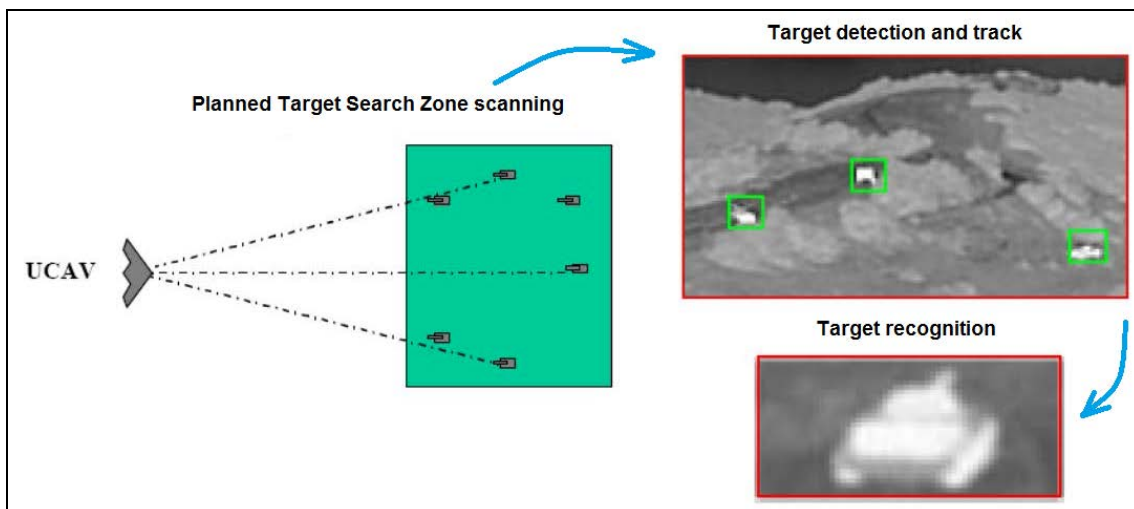 Target detection and track
Planned Target Search Zone scanning
UCAV
Target recognition